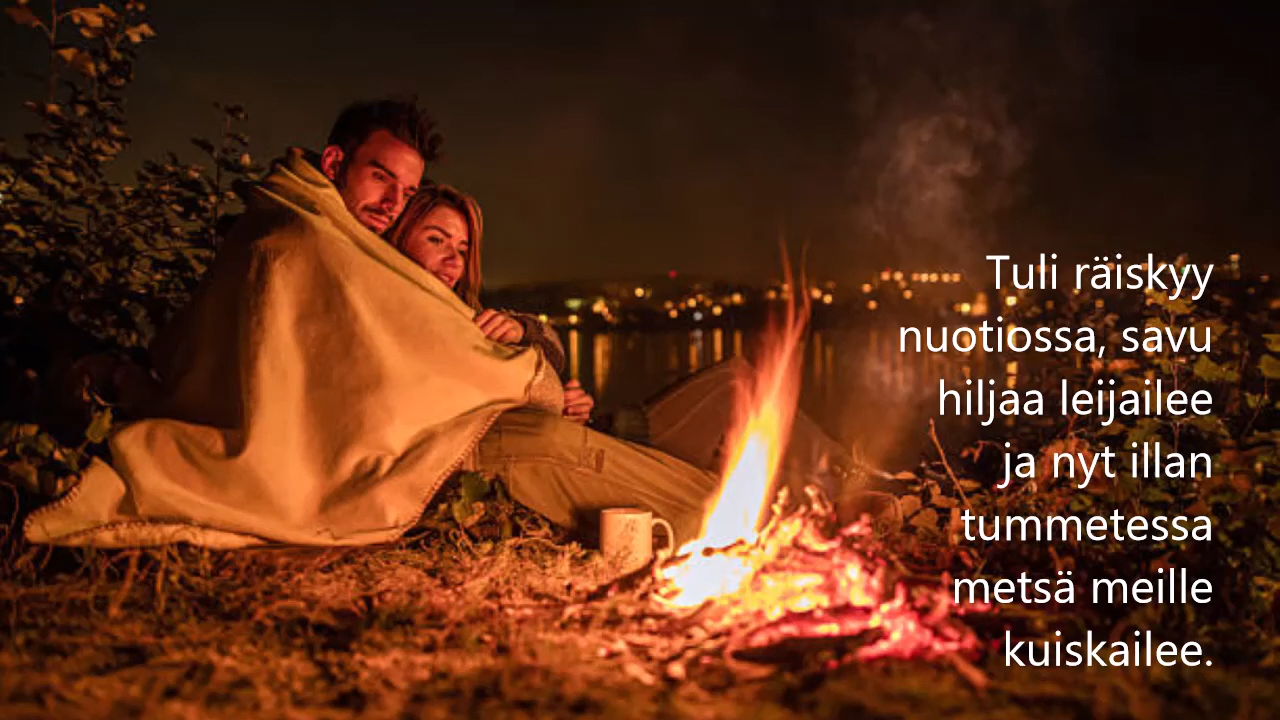 Tuli räiskyy
nuotiossa, savu
hiljaa leijailee
ja nyt illan
tummetessa
metsä meille
kuiskailee.